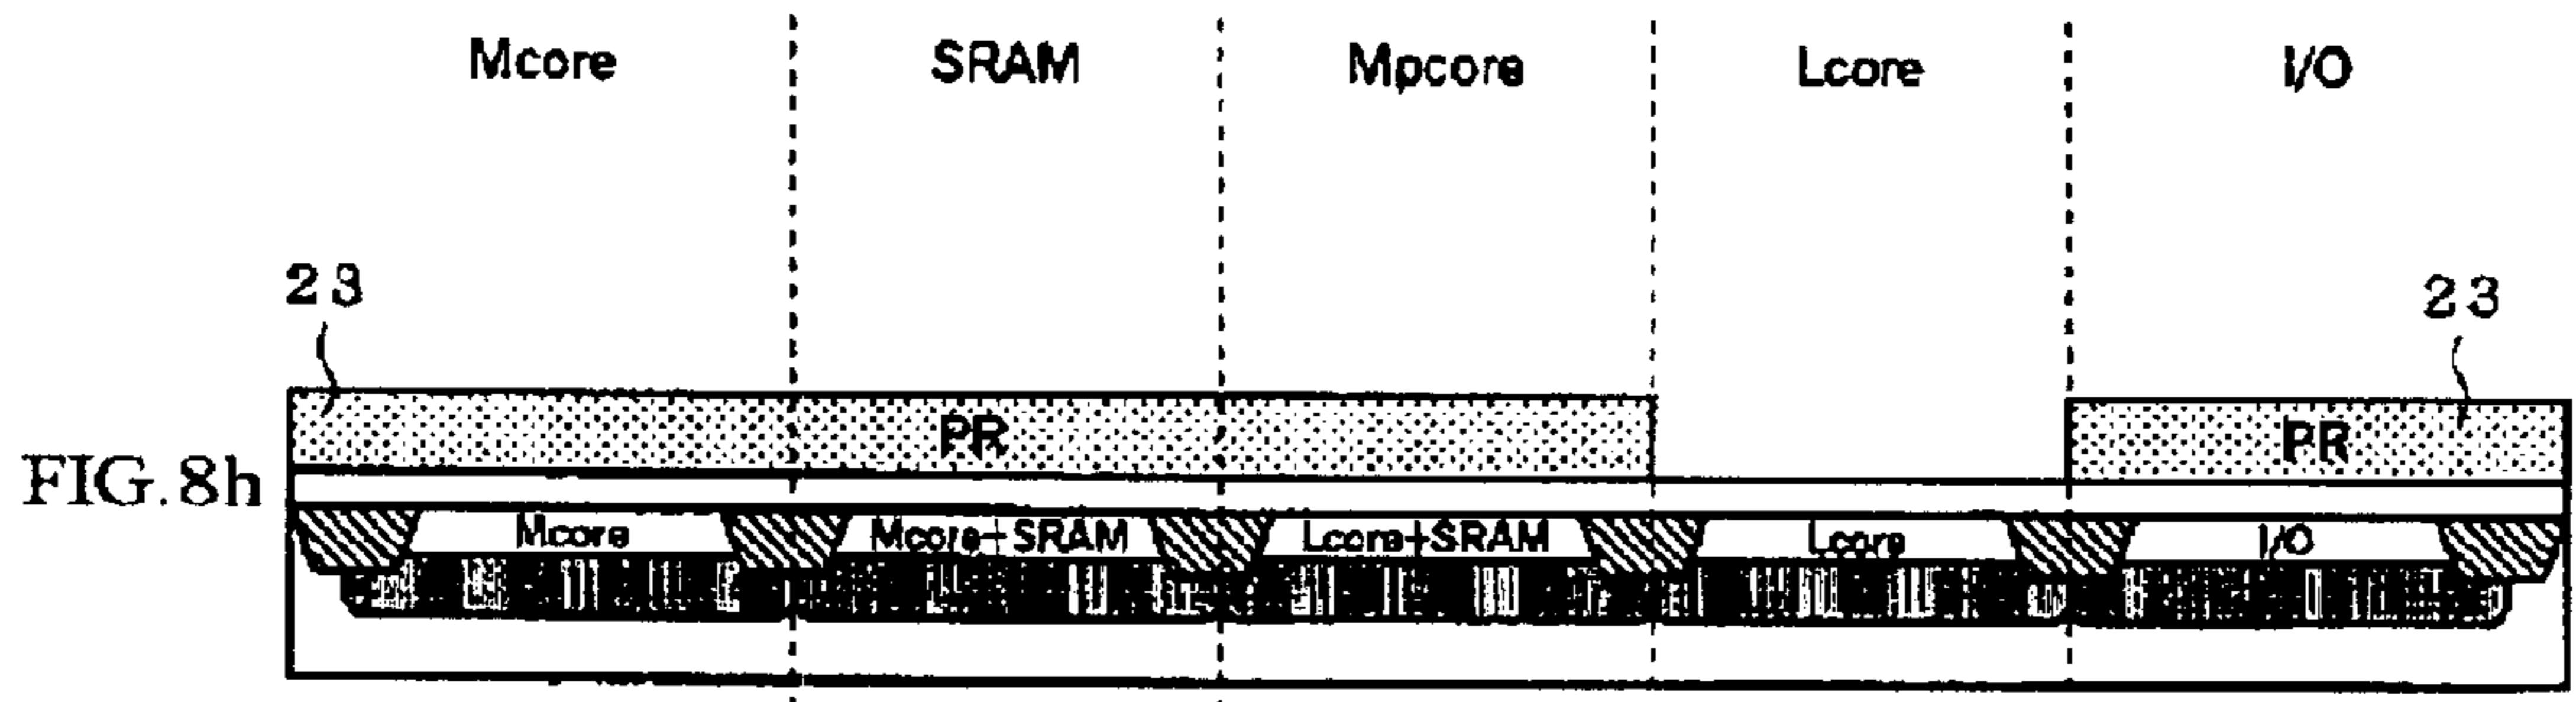 Mcore SRAM Mpcore Lcore I/O
23 23
PR PR
FIG. 8h
Mcore Mcore+SRAM Lcore+SRAM Lcore I/O